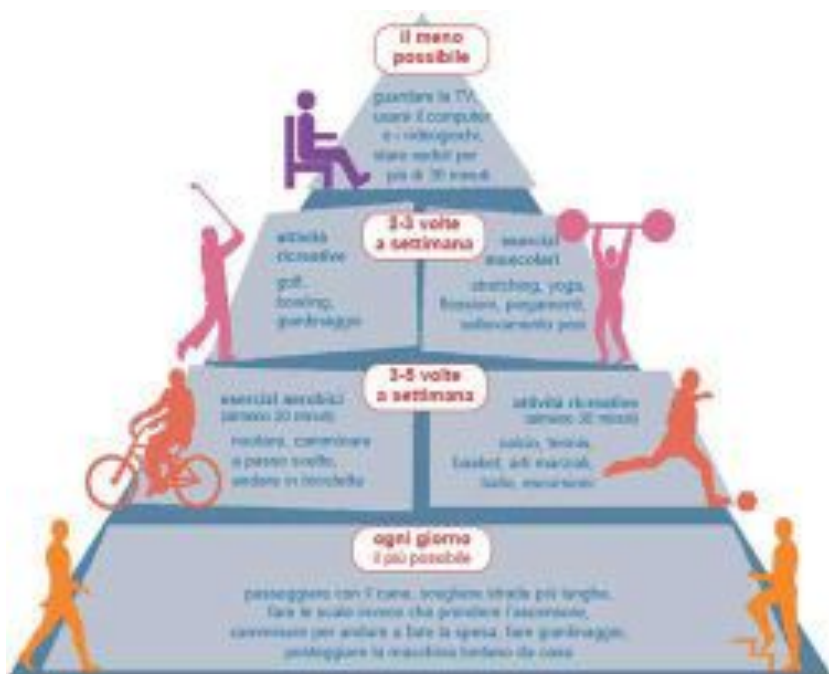 il meno
possibile
guardare la TV,
usare il computer
e i videogiochi,
stare seduti per
più di 30 minuti
2-3 volte
a settimana
attività
ricreative
golf,
bowling,
giardinaggio
esercizi
muscolari
stretching, yoga,
flessioni, piegamenti,
sollevamento pesi
3-5 volte
a settimana
esercizi aerobici
(almeno 20 minuti)
nuotare, camminare
a passo svelto,
andare in bicicletta
attività ricreative
(almeno 30 minuti)
calcio, tennis,
basket, arti marziali,
ballo, escursioni
ogni giorno
il più possibile
passeggiare con il cane, scegliere strade più lunghe,
fare le scale invece che prendere l'ascensore,
camminare per andare a fare la spesa, fare giardinaggio,
parcheggiare la macchina lontano da casa